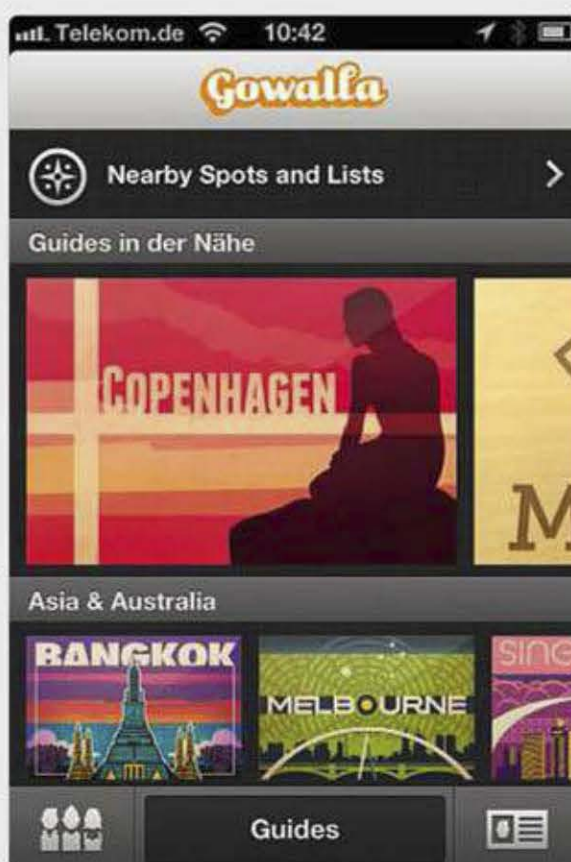 Telekom.de 10:42
Gowalla
Nearby Spots and Lists
Guides in der Nähe
COPENHAGEN
M
Asia & Australia
BANGKOK
MELBOURNE
SING
Guides